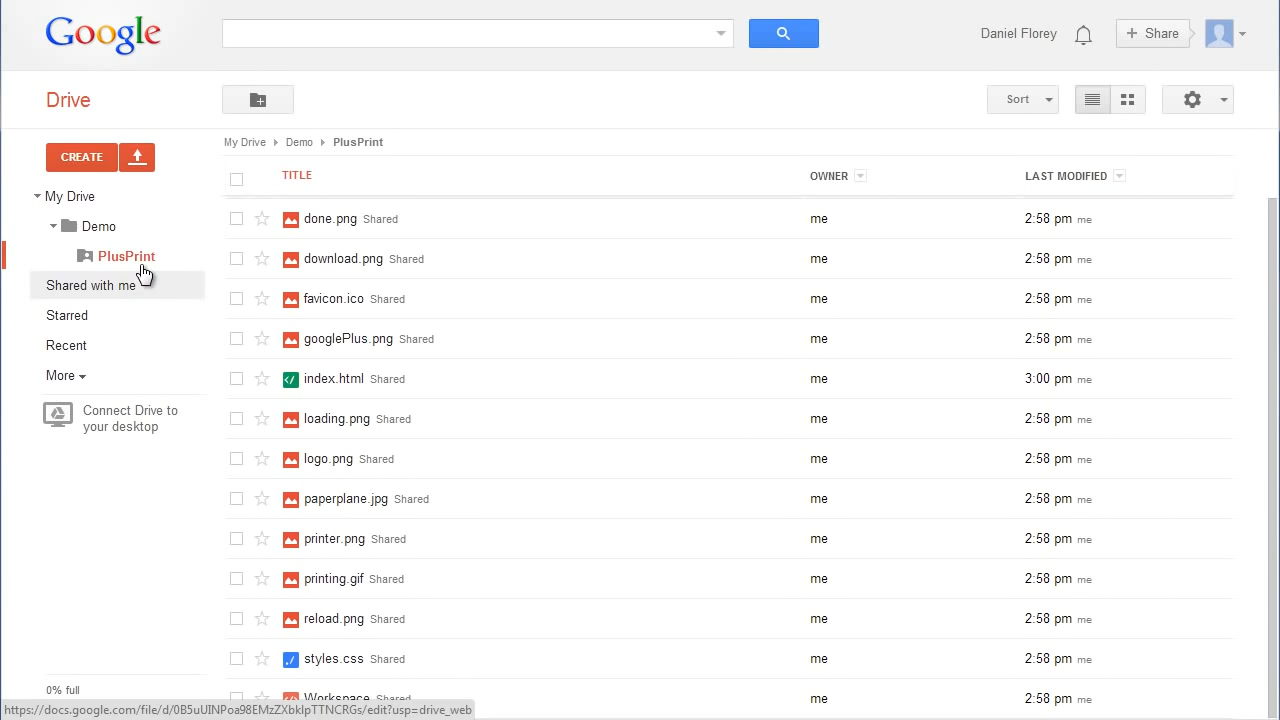 Google
Daniel Florey
+ Share
Drive
Sort
My Drive Demo PlusPrint
CREATE
TITLE OWNER LAST MODIFIED
My Drive
Demo
PlusPrint
Shared with me
Starred
Recent
More
Connect Drive to
your desktop
done.png Shared me 2:58 pm me
download.png Shared me 2:58 pm me
favicon.ico Shared me 2:58 pm me
googlePlus.png Shared me 2:58 pm me
index.html Shared me 3:00 pm me
loading.png Shared me 2:58 pm me
logo.png Shared me 2:58 pm me
paperplane.jpg Shared me 2:58 pm me
printer.png Shared me 2:58 pm me
printing.gif Shared me 2:58 pm me
reload.png Shared me 2:58 pm me
styles.css Shared me 2:58 pm me
Workspace Shared me 2:58 pm me
0% full
https://docs.google.com/file/d/0B5uUINPoa98EMzZXbklpTTNCRGs/edit?usp=drive_web